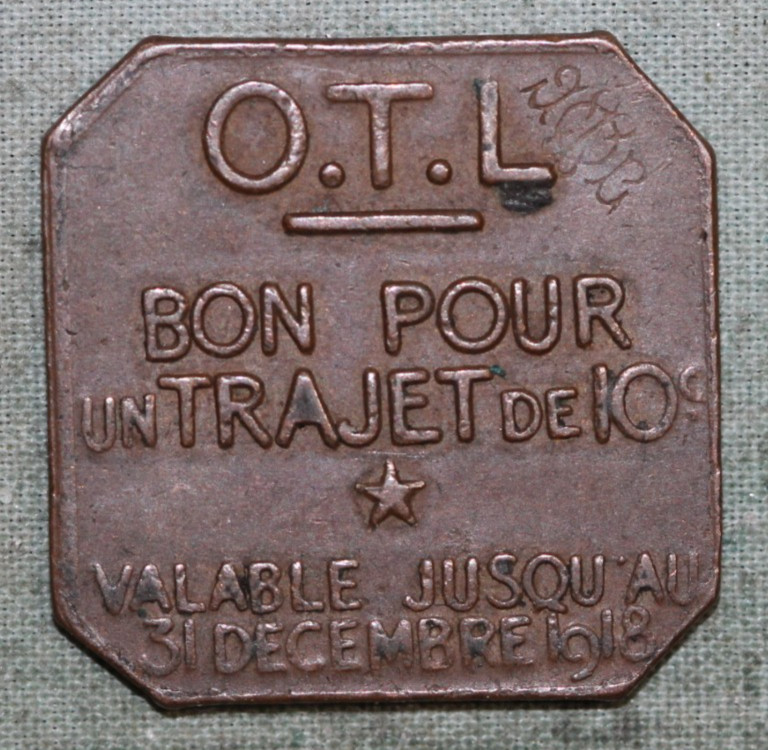 O.T.L
BON POUR
UN TRAJET DE 10c.
★
VALABLE JUSQU'AU
31 DECEMBRE 1918